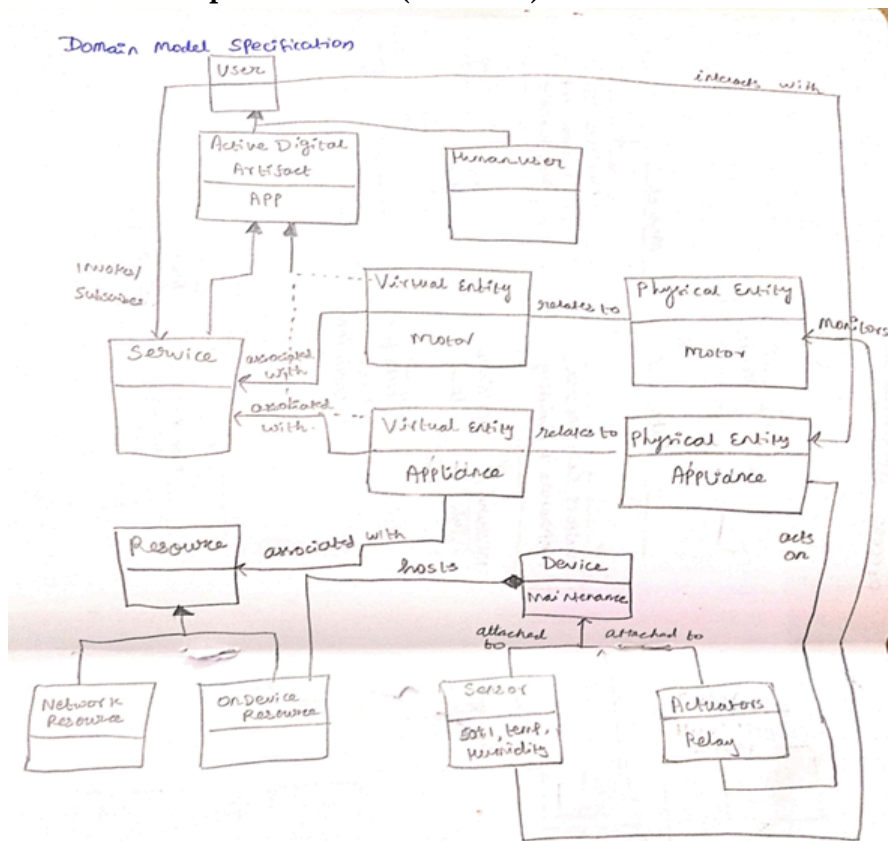 Domain Model Specification
User
interacts with
Active Digital
Artifact
APP
Human user
Invokes/
Subscribes
Virtual Entity
Motor
relates to
Physical Entity
Motor
Monitors
Service
associated
with
associated
with
Virtual Entity
Appliance
relates to
Physical Entity
Appliance
Resource
associated with
hosts
Device
Maintenance
acts
on
attached
to
attached to
Network
Resource
OnDevice
Resource
Sensor
Soil, temp,
Humidity
Actuators
Relay